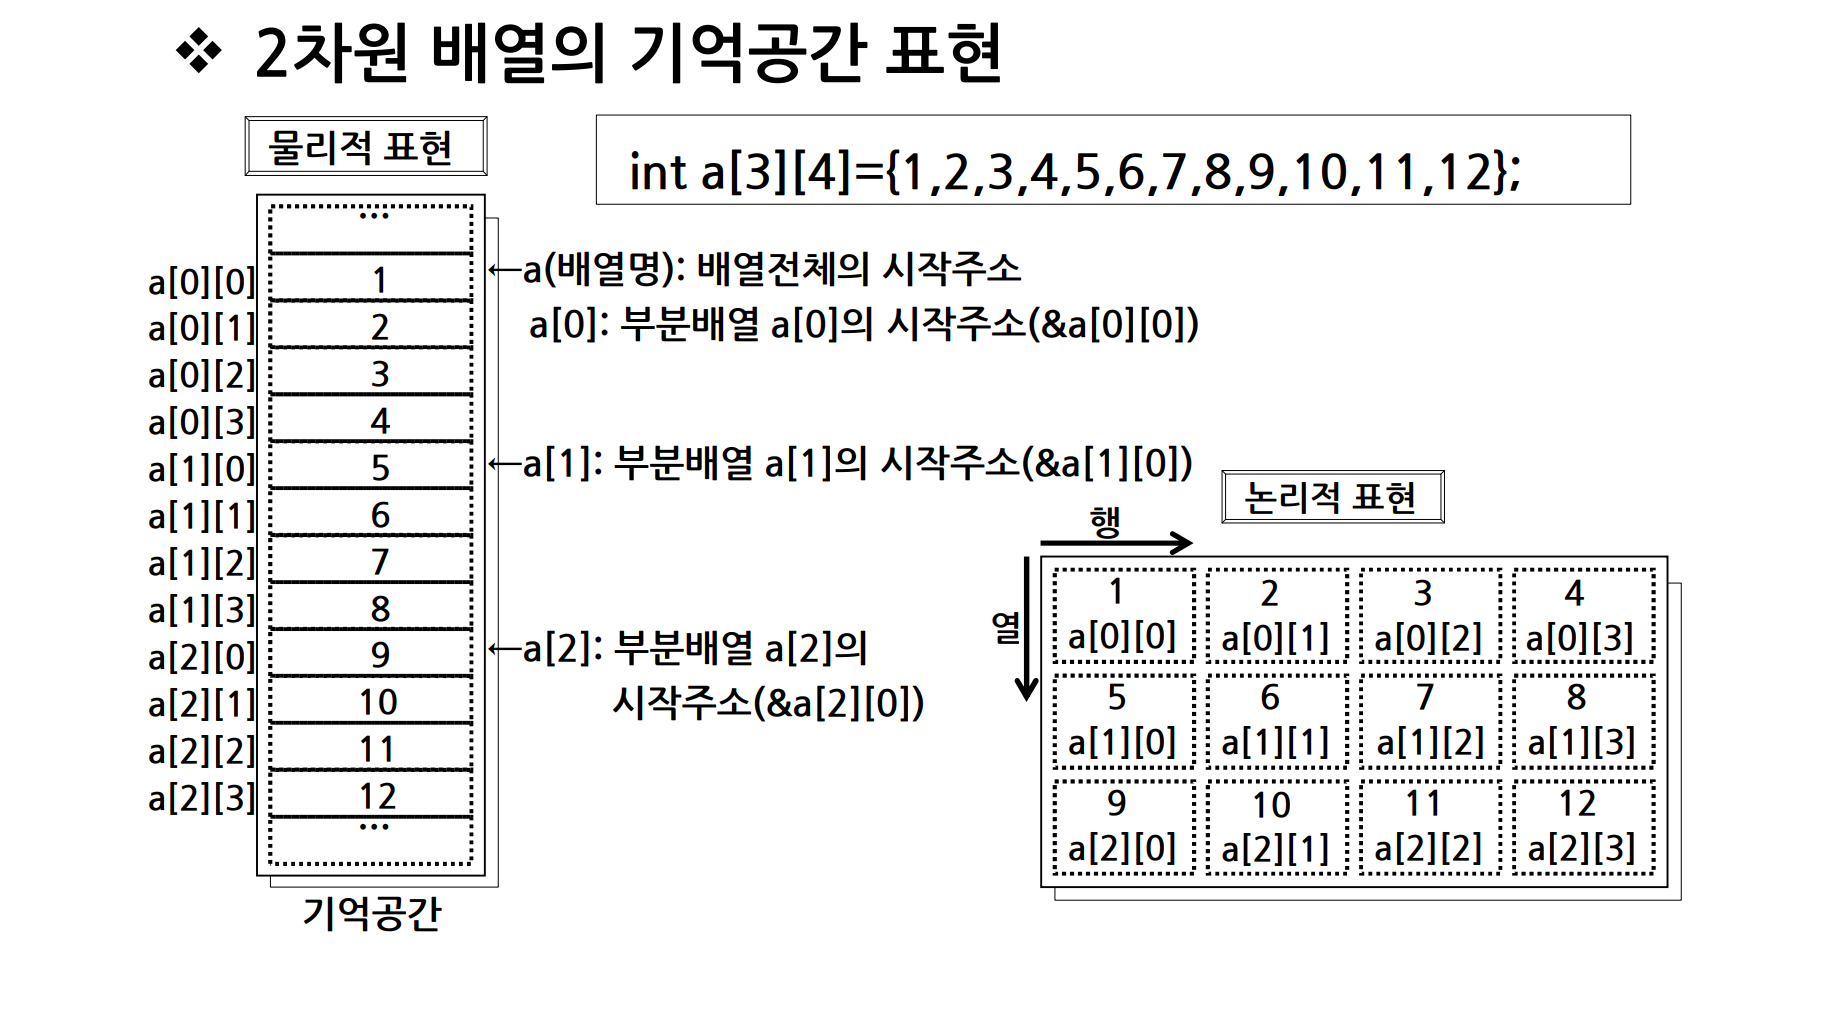 ❖ 2차원 배열의 기억공간 표현
물리적 표현
int a[3][4]={1,2,3,4,5,6,7,8,9,10,11,12};
...
a[0][0] 1 ←a(배열명): 배열전체의 시작주소
a[0]: 부분배열 a[0]의 시작주소(&a[0][0])
a[0][1] 2
a[0][2] 3
a[0][3] 4
a[1][0] 5 ←a[1]: 부분배열 a[1]의 시작주소(&a[1][0])
a[1][1] 6
a[1][2] 7
a[1][3] 8
a[2][0] 9 ←a[2]: 부분배열 a[2]의
시작주소(&a[2][0])
a[2][1] 10
a[2][2] 11
a[2][3] 12
...
기억공간
논리적 표현
행
열
1 2 3 4
a[0][0] a[0][1] a[0][2] a[0][3]
5 6 7 8
a[1][0] a[1][1] a[1][2] a[1][3]
9 10 11 12
a[2][0] a[2][1] a[2][2] a[2][3]